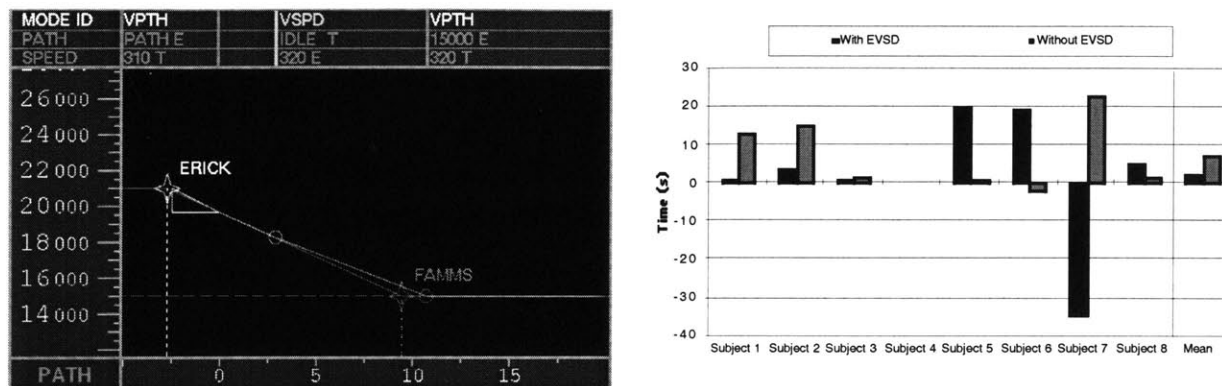 MODE ID VPTH VSPD VPTH
PATH PATH E IDLE T 15000 E
SPEED 310 T 320 E 320 T
26000
24000
22000
ERICK
20000
18000
FAMMS
16000
14000
PATH 0 5 10 15
With EVSD Without EVSD
30
20
10
0
-10
-20
-30
-40
Time (s)
Subject 1 Subject 2 Subject 3 Subject 4 Subject 5 Subject 6 Subject 7 Subject 8 Mean